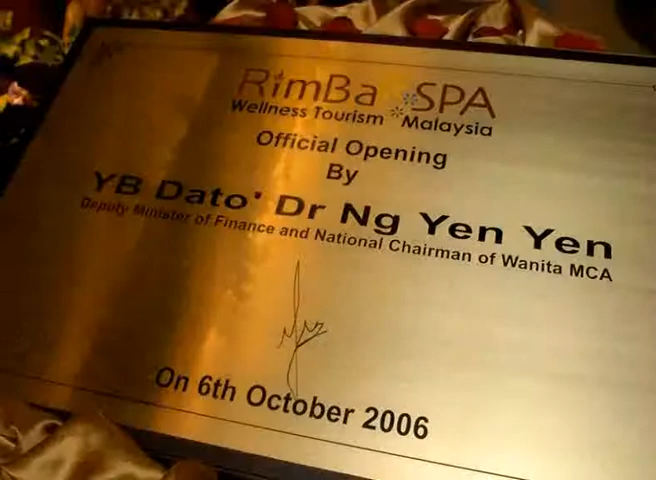 RimBa SPA
Wellness Tourism Malaysia
Official Opening
By
YB Dato' Dr Ng Yen Yen
Deputy Minister of Finance and National Chairman of Wanita MCA
On 6th October 2006